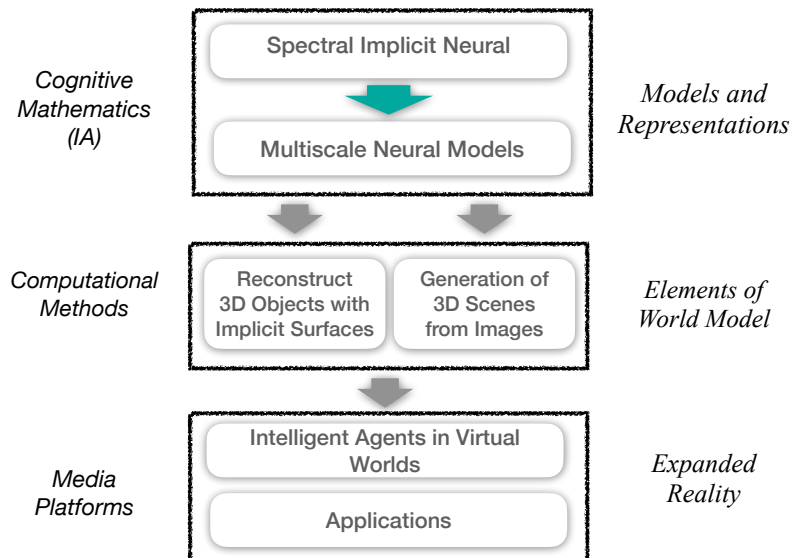 Cognitive
Mathematics
(IA)
Spectral Implicit Neural
Multiscale Neural Models
Models and
Representations
Computational
Methods
Reconstruct
3D Objects with
Implicit Surfaces
Generation of
3D Scenes
from Images
Elements of
World Model
Media
Platforms
Intelligent Agents in Virtual
Worlds
Applications
Expanded
Reality